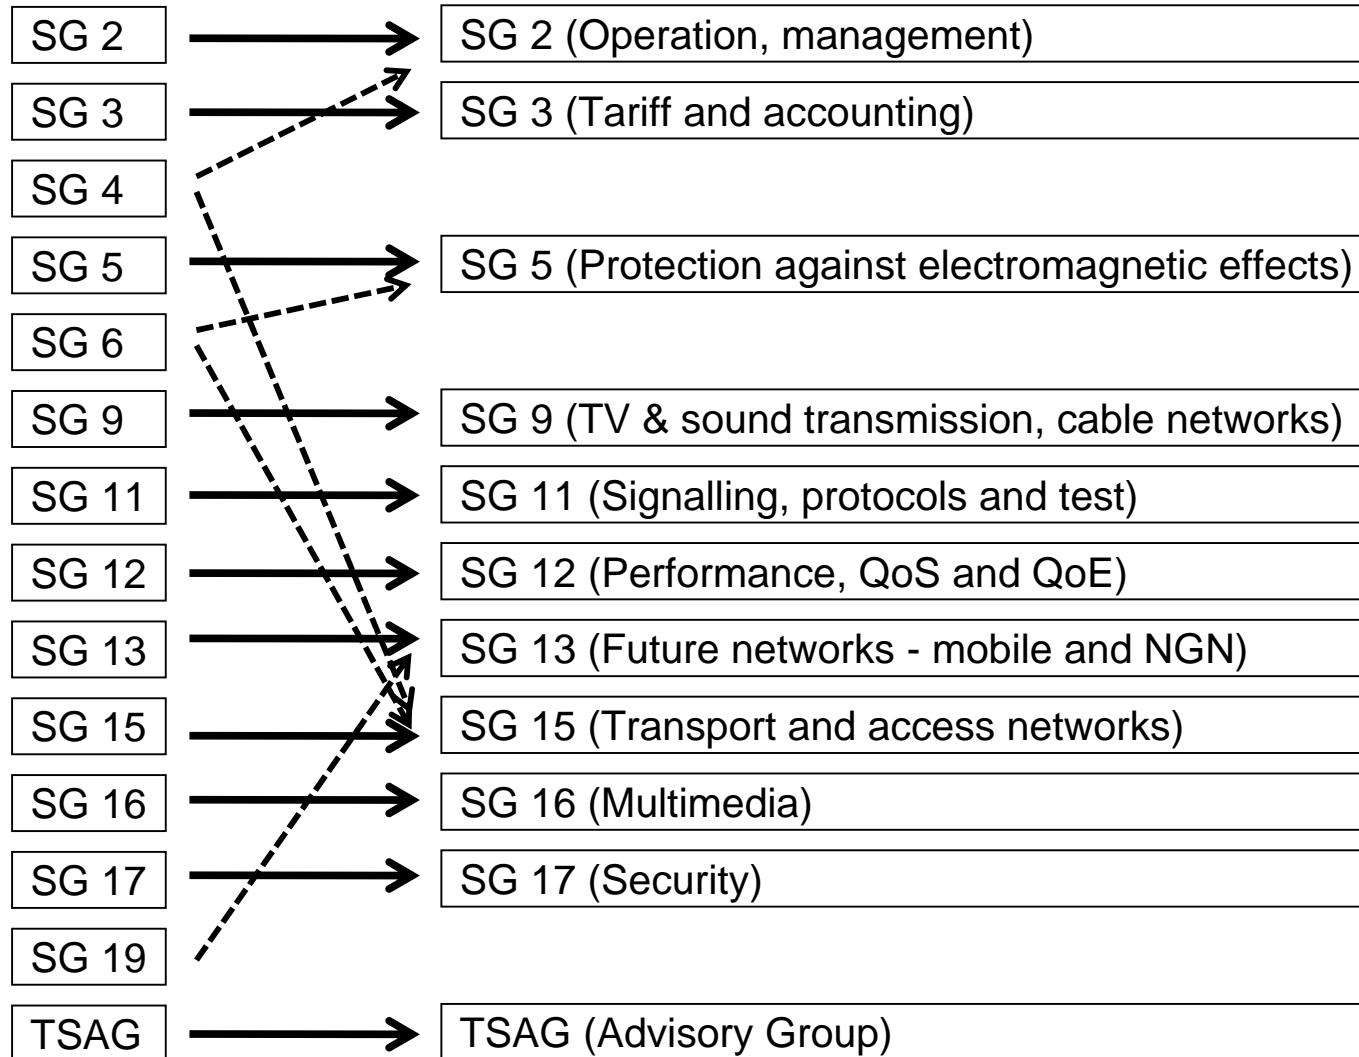 SG 2
SG 2 (Operation, management)
SG 3
SG 3 (Tariff and accounting)
SG 4
SG 5
SG 5 (Protection against electromagnetic effects)
SG 6
SG 9
SG 9 (TV & sound transmission, cable networks)
SG 11
SG 11 (Signalling, protocols and test)
SG 12
SG 12 (Performance, QoS and QoE)
SG 13
SG 13 (Future networks - mobile and NGN)
SG 15
SG 15 (Transport and access networks)
SG 16
SG 16 (Multimedia)
SG 17
SG 17 (Security)
SG 19
TSAG
TSAG (Advisory Group)